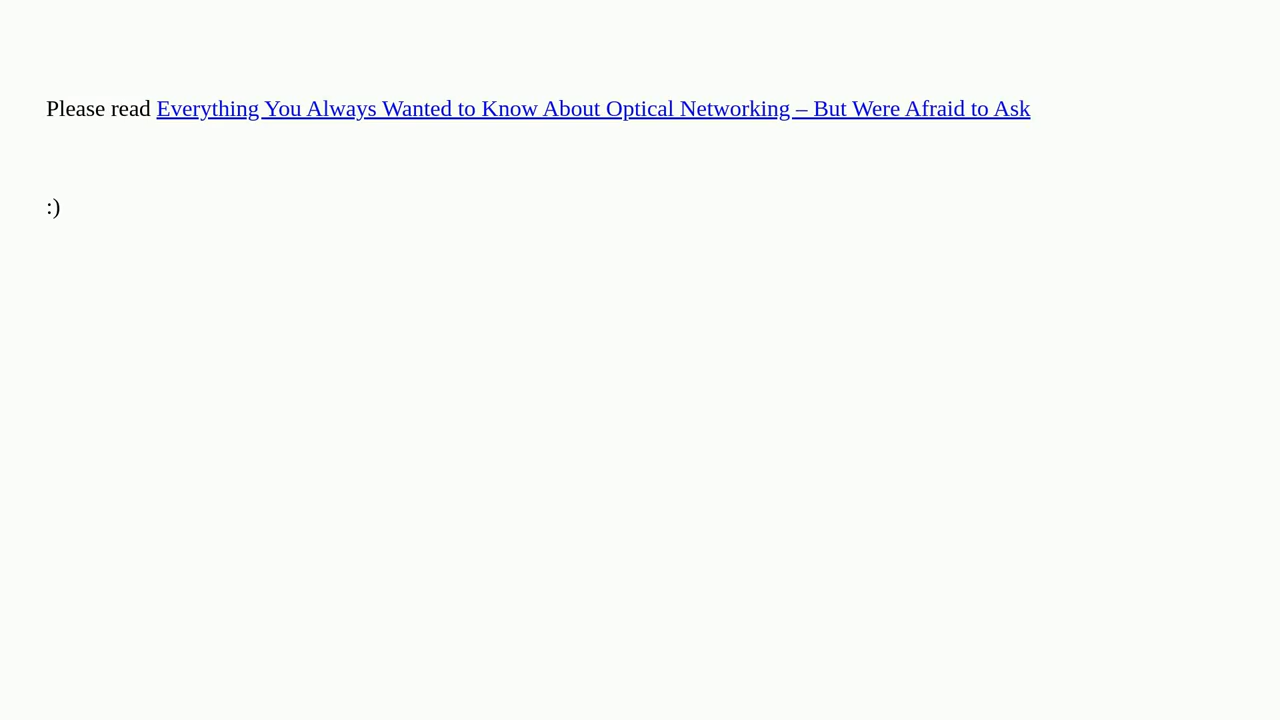 Please read Everything You Always Wanted to Know About Optical Networking – But Were Afraid to Ask
:)